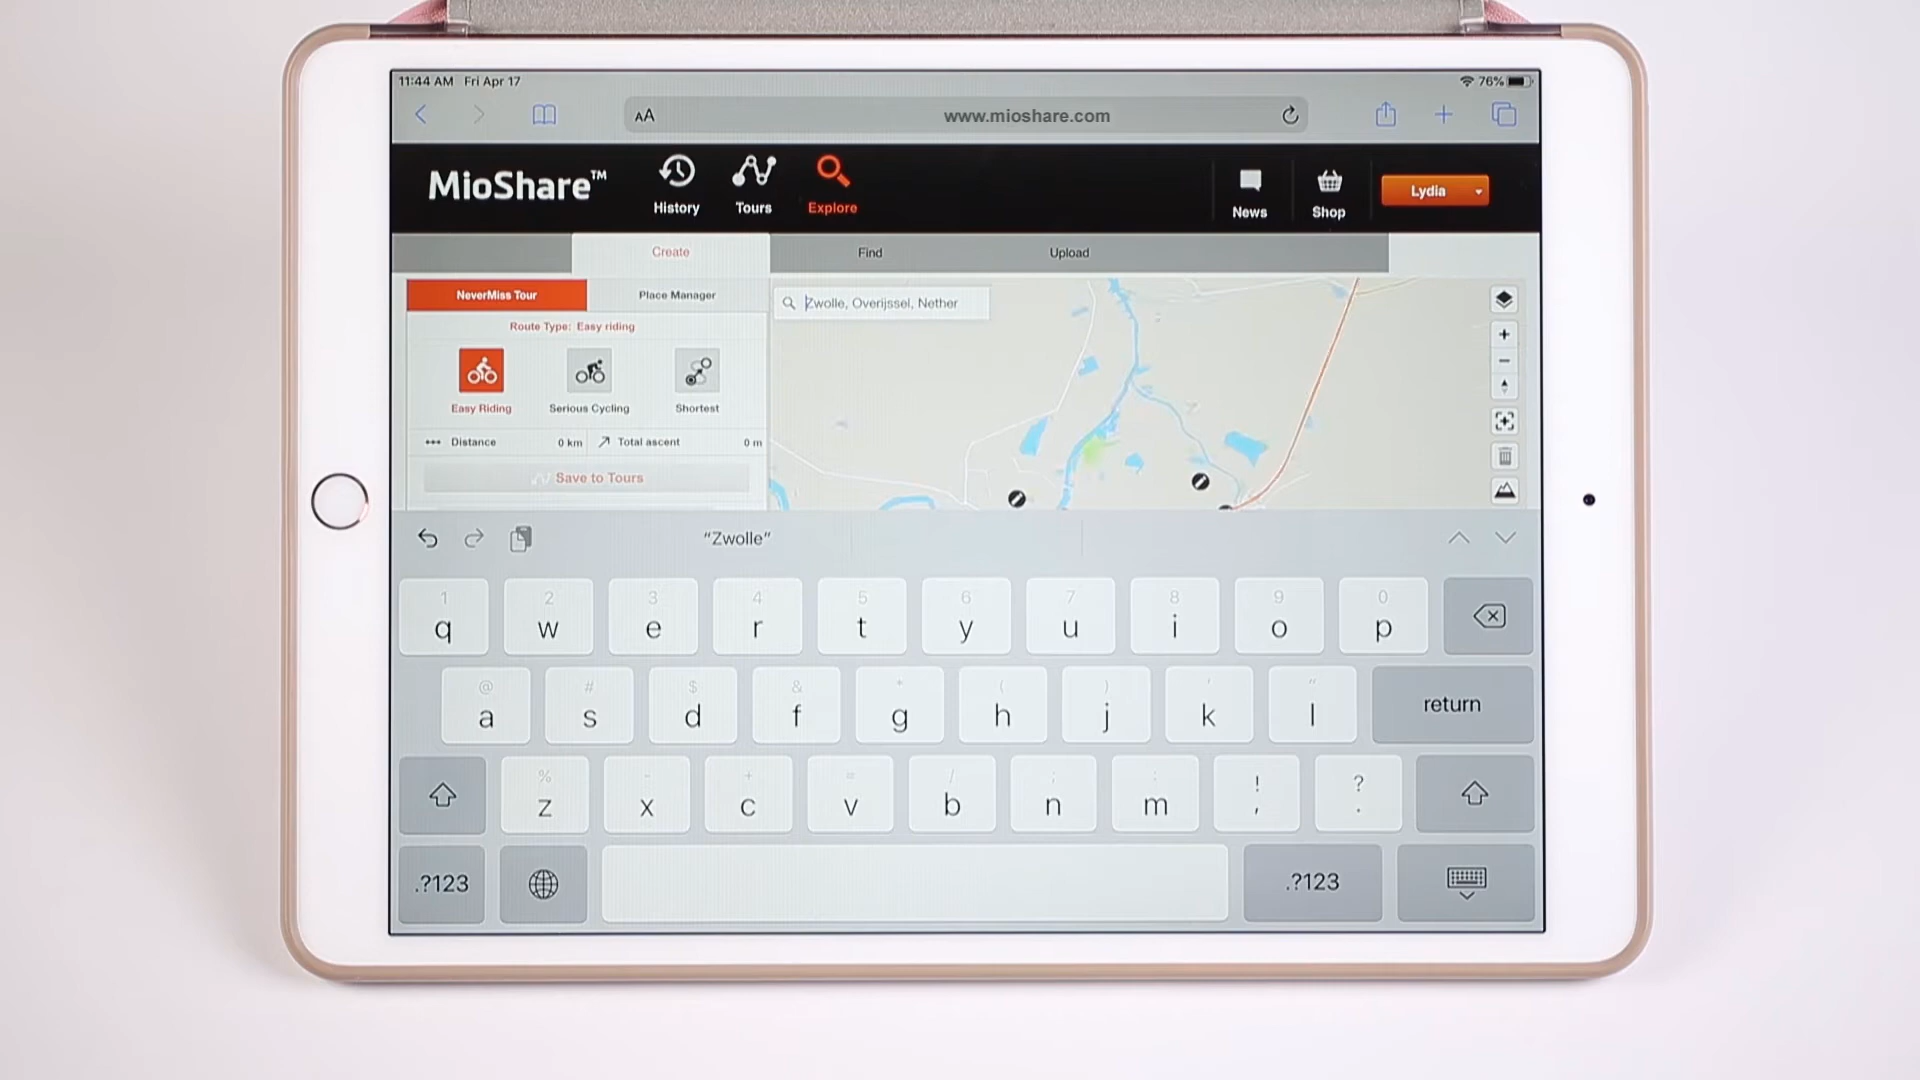 11:44 AM Fri Apr 17
76%
AA
www.mioshare.com
MioShare™
History
Tours
Explore
News
Shop
Lydia
Create
Find
Upload
NeverMiss Tour
Place Manager
Zwolle, Overijssel, Nether
Route Type: Easy riding
Easy Riding
Serious Cycling
Shortest
Distance 0 km
Total ascent 0 m
Save to Tours
“Zwolle”
1 2 3 4 5 6 7 8 9 0
q w e r t y u i o p
@ # $ & * ( ) ' "
a s d f g h j k l return
% - + = / ; : ! ?
z x c v b n m , .
.?123
.?123